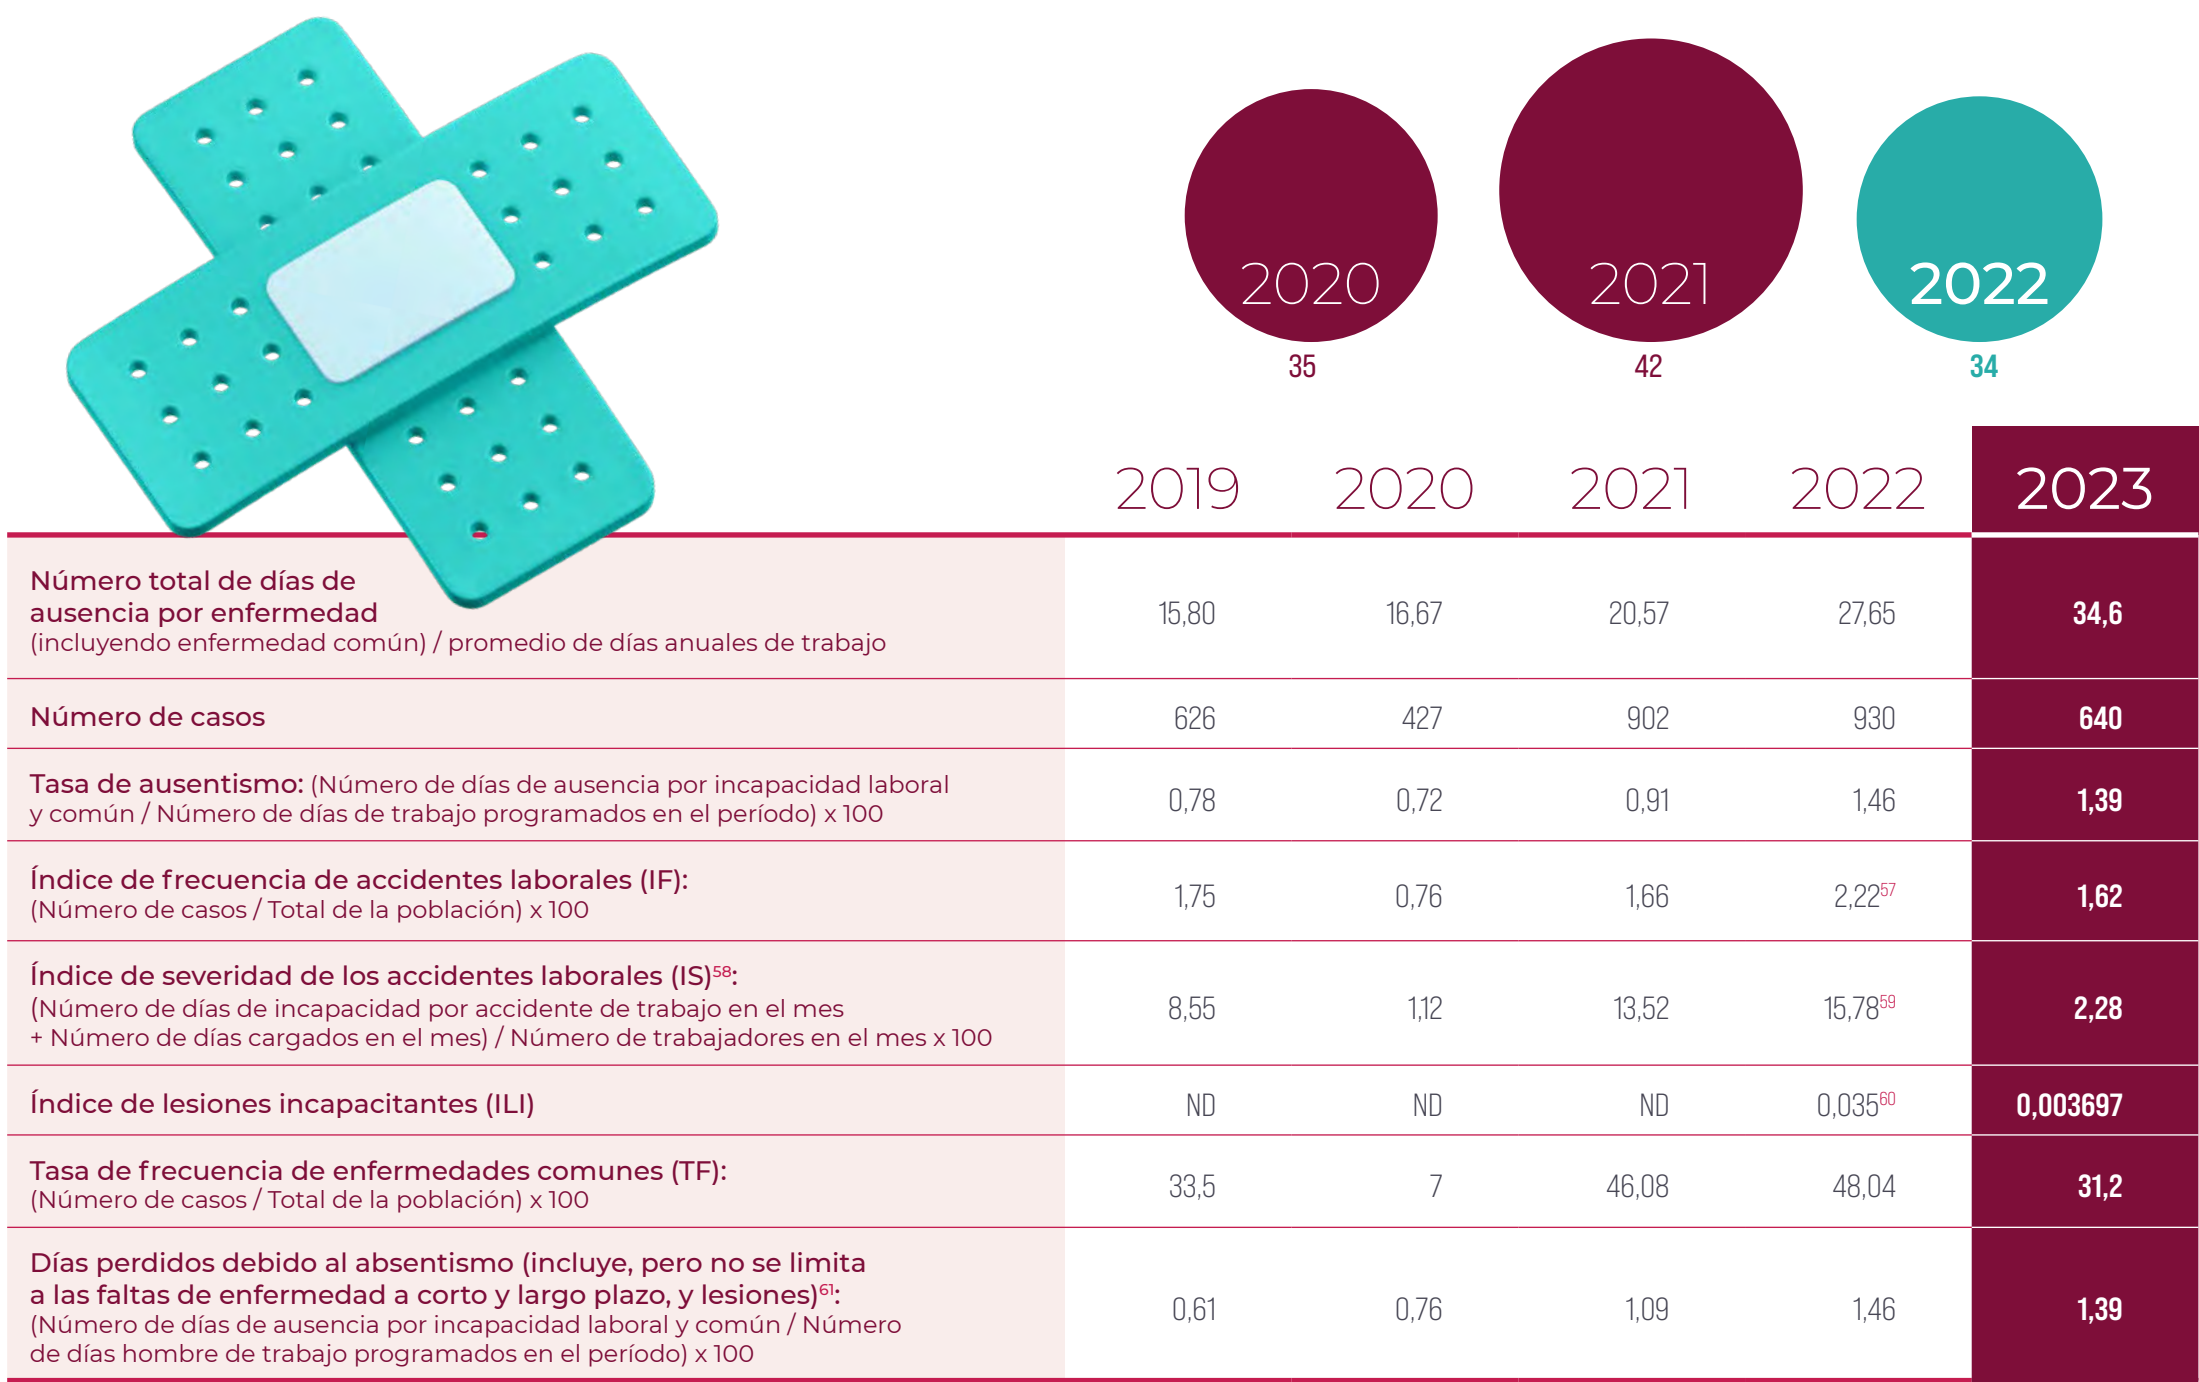 2020
2021
2022
35
42
34
2019
2020
2021
2022
2023
Número total de días de
ausencia por enfermedad
(incluyendo enfermedad común) / promedio de días anuales de trabajo
15,80
16,67
20,57
27,65
34,6
Número de casos
626
427
902
930
640
Tasa de ausentismo: (Número de días de ausencia por incapacidad laboral
y común / Número de días de trabajo programados en el período) x 100
0,78
0,72
0,91
1,46
1,39
Índice de frecuencia de accidentes laborales (IF):
(Número de casos / Total de la población) x 100
1,75
0,76
1,66
2,22⁵⁷
1,62
Índice de severidad de los accidentes laborales (IS)⁵⁸:
(Número de días de incapacidad por accidente de trabajo en el mes
+ Número de días cargados en el mes) / Número de trabajadores en el mes x 100
8,55
1,12
13,52
15,78⁵⁹
2,28
Índice de lesiones incapacitantes (ILI)
ND
ND
ND
0,035⁶⁰
0,003697
Tasa de frecuencia de enfermedades comunes (TF):
(Número de casos / Total de la población) x 100
33,5
7
46,08
48,04
31,2
Días perdidos debido al absentismo (incluye, pero no se limita
a las faltas de enfermedad a corto y largo plazo, y lesiones)⁶¹:
(Número de días de ausencia por incapacidad laboral y común / Número
de días hombre de trabajo programados en el período) x 100
0,61
0,76
1,09
1,46
1,39